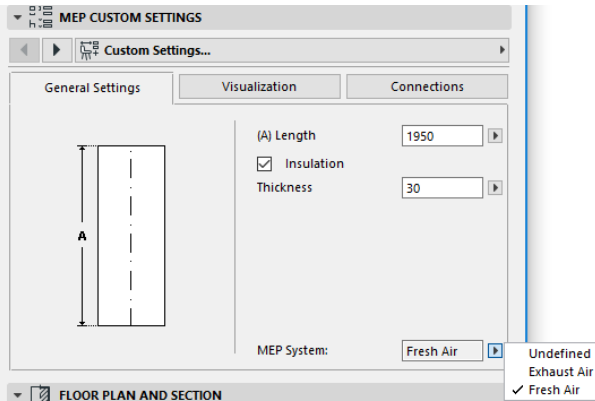 MEP CUSTOM SETTINGS
Custom Settings...
General Settings
Visualization
Connections
(A) Length
1950
Insulation
Thickness
30
A
MEP System:
Fresh Air
Undefined
Exhaust Air
Fresh Air
FLOOR PLAN AND SECTION